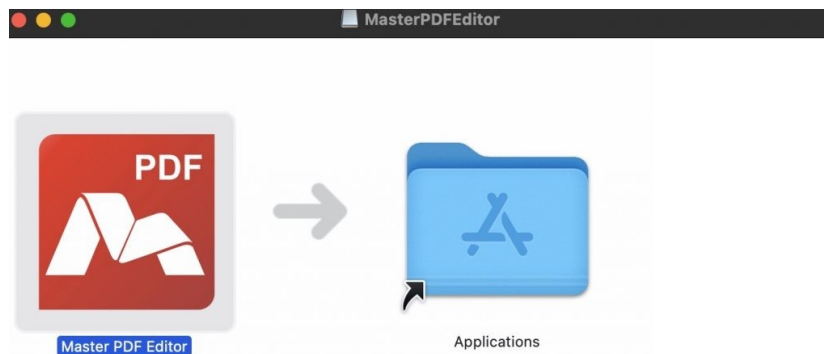 MasterPDFEditor
PDF
Master PDF Editor
Applications